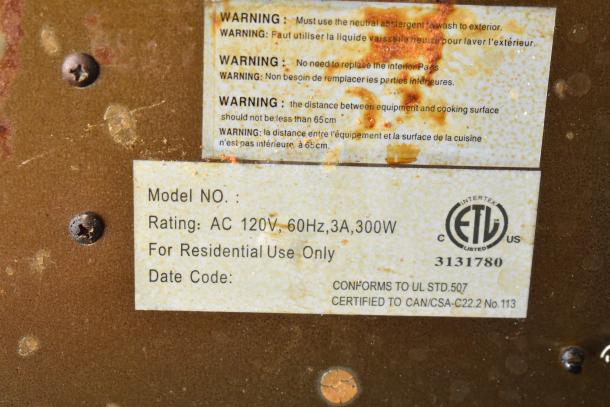 WARNING : Must use the neutral abstergent to wash to exterior.
WARNING: Faut utiliser la liquide vaisselle neutre pour laver l'extérieur.
WARNING : No need to replace the interior Parts
WARNING: Non besoin de remplacer les parties intérieures.
WARNING : the distance between equipment and cooking surface
should not be less than 65cm
WARNING: la distance entre l'équipement et la surface de la cuisine
n'est pas intérieure, à 65cm.
Model NO. :
Rating: AC 120V, 60Hz,3A,300W
For Residential Use Only
Date Code:
INTERTEK
C ETL US
LISTED
3131780
CONFORMS TO UL STD.507
CERTIFIED TO CAN/CSA-C22.2 No.113